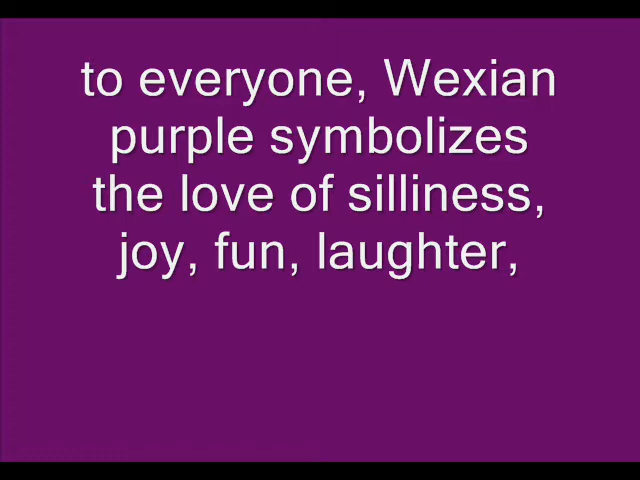 to everyone, Wexian
purple symbolizes
the love of silliness,
joy, fun, laughter,